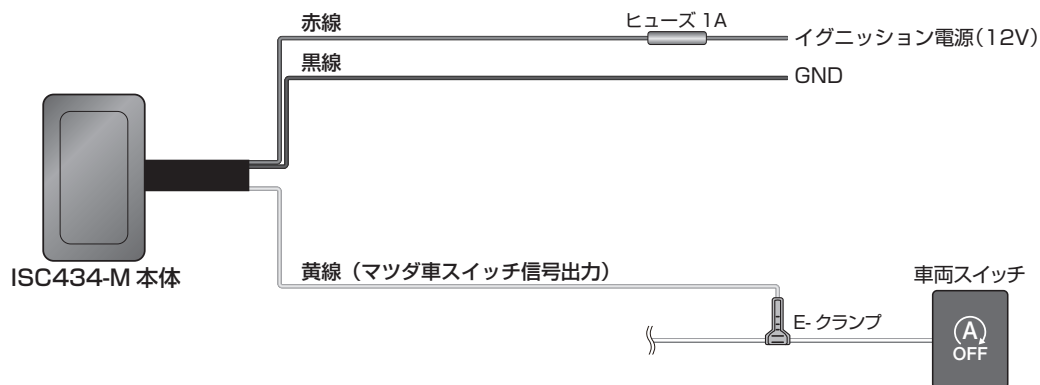 赤線
ヒューズ 1A
イグニッション電源(12V)
黒線
GND
ISC434-M 本体
黄線（マツダ車スイッチ信号出力）
車両スイッチ
E- クランプ
A
OFF